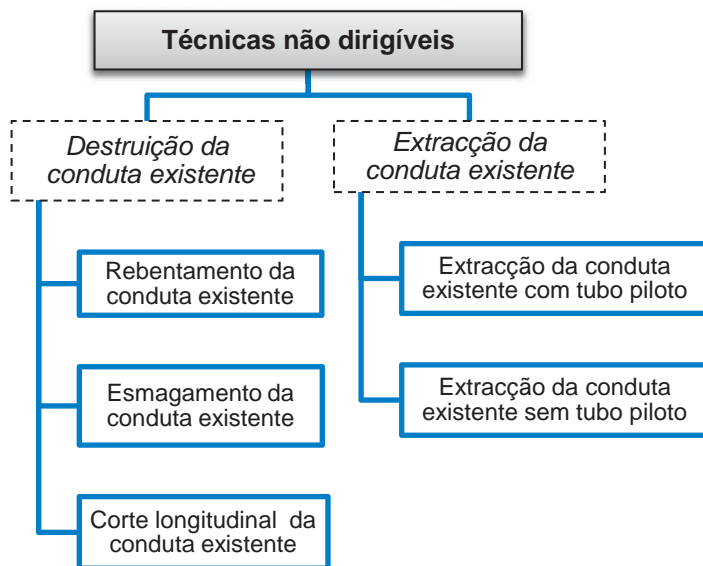 Técnicas não dirigíveis
Destruição da
conduta existente
Extracção da
conduta existente
Rebentamento da
conduta existente
Esmagamento da
conduta existente
Corte longitudinal da
conduta existente
Extracção da conduta
existente com tubo piloto
Extracção da conduta
existente sem tubo piloto